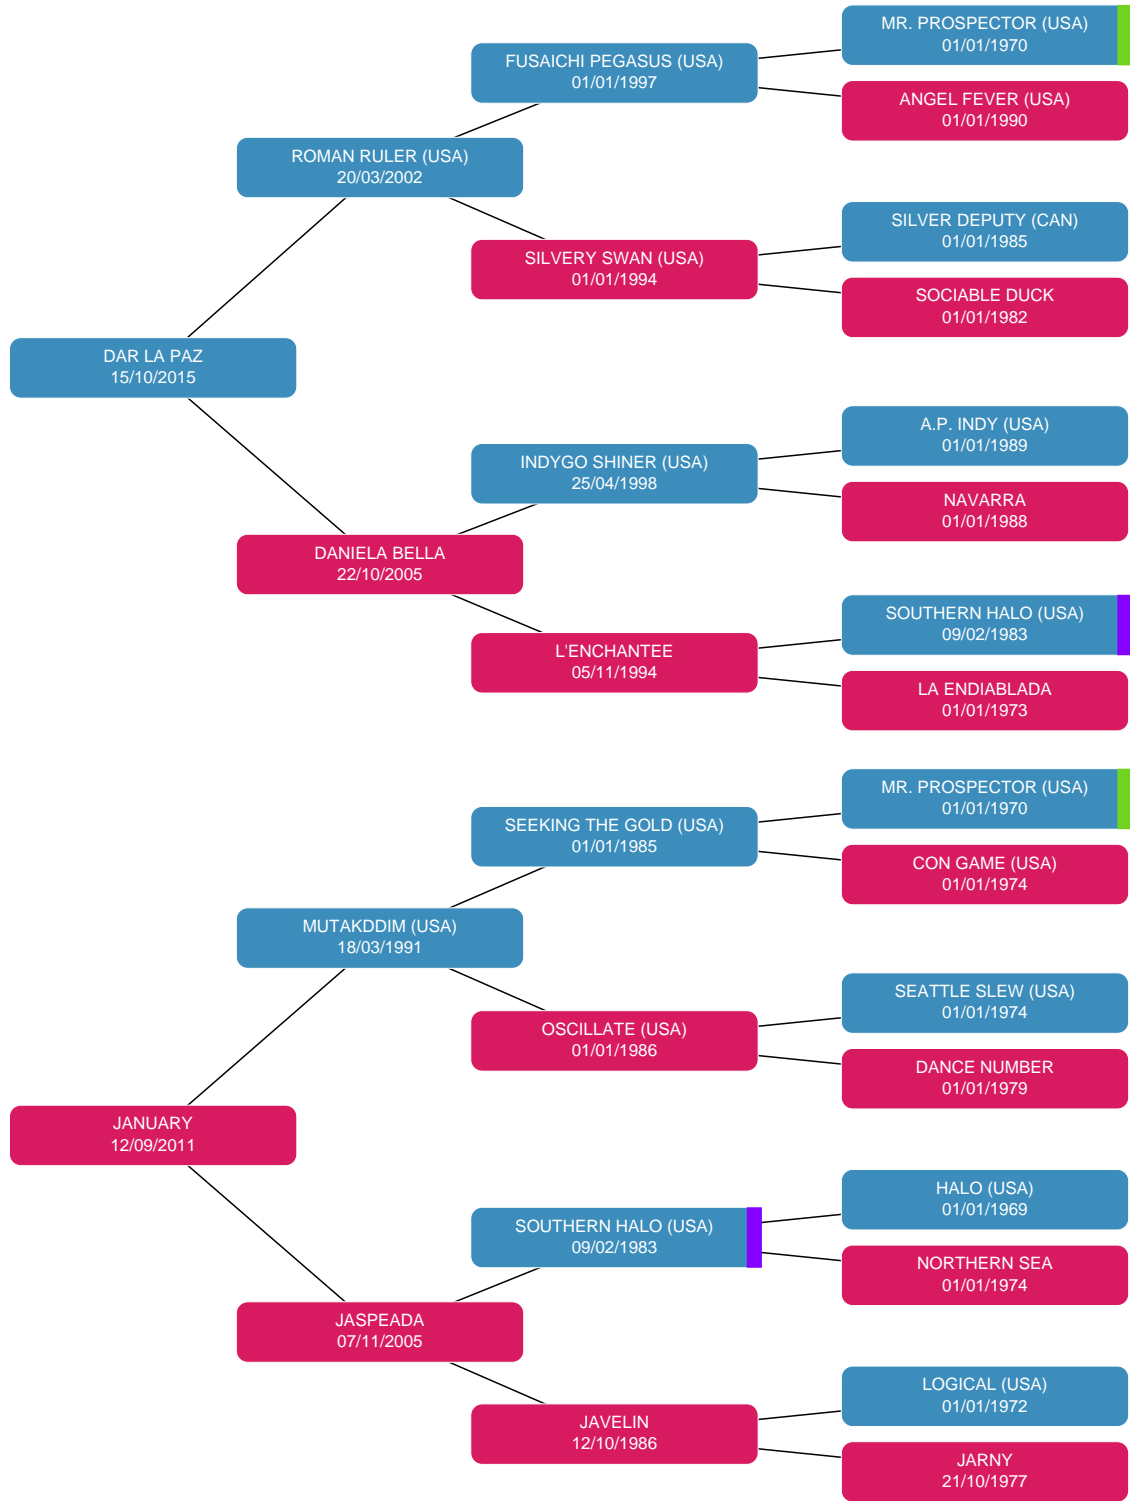 MR. PROSPECTOR (USA)
01/01/1970
FUSAICHI PEGASUS (USA)
01/01/1997
ANGEL FEVER (USA)
01/01/1990
ROMAN RULER (USA)
20/03/2002
SILVER DEPUTY (CAN)
01/01/1985
SILVERY SWAN (USA)
01/01/1994
SOCIABLE DUCK
01/01/1982
DAR LA PAZ
15/10/2015
A.P. INDY (USA)
01/01/1989
INDYGO SHINER (USA)
25/04/1998
NAVARRA
01/01/1988
DANIELA BELLA
22/10/2005
SOUTHERN HALO (USA)
09/02/1983
L'ENCHANTEE
05/11/1994
LA ENDIABLADA
01/01/1973
MR. PROSPECTOR (USA)
01/01/1970
SEEKING THE GOLD (USA)
01/01/1985
CON GAME (USA)
01/01/1974
MUTAKDDIM (USA)
18/03/1991
SEATTLE SLEW (USA)
01/01/1974
OSCILLATE (USA)
01/01/1986
DANCE NUMBER
01/01/1979
JANUARY
12/09/2011
HALO (USA)
01/01/1969
SOUTHERN HALO (USA)
09/02/1983
NORTHERN SEA
01/01/1974
JASPEADA
07/11/2005
LOGICAL (USA)
01/01/1972
JAVELIN
12/10/1986
JARNY
21/10/1977